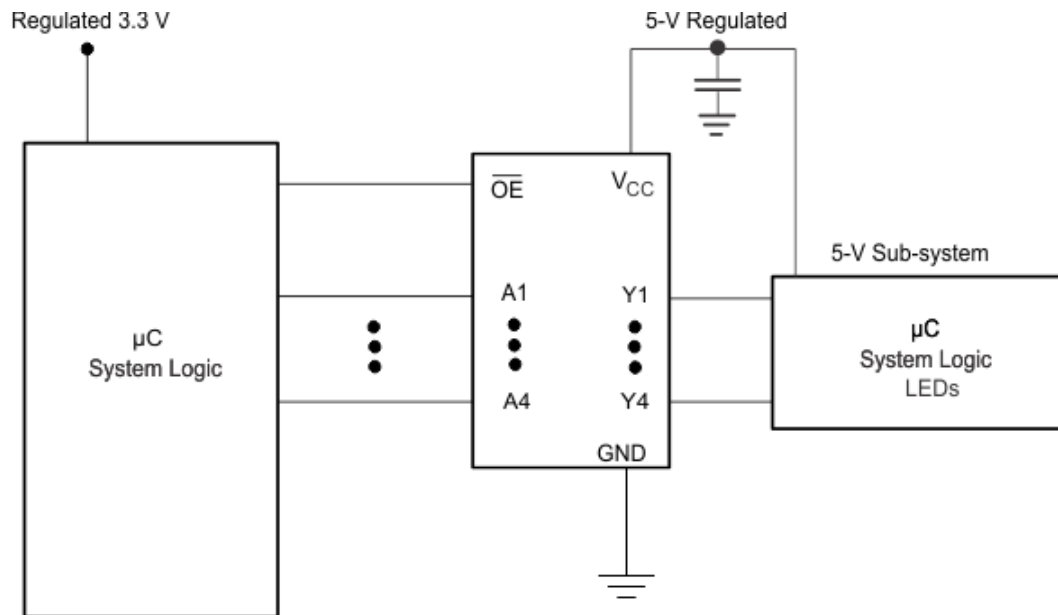 Regulated 3.3 V
5-V Regulated
OE
VCC
5-V Sub-system
A1
Y1
µC
System Logic
µC
System Logic
LEDs
A4
Y4
GND